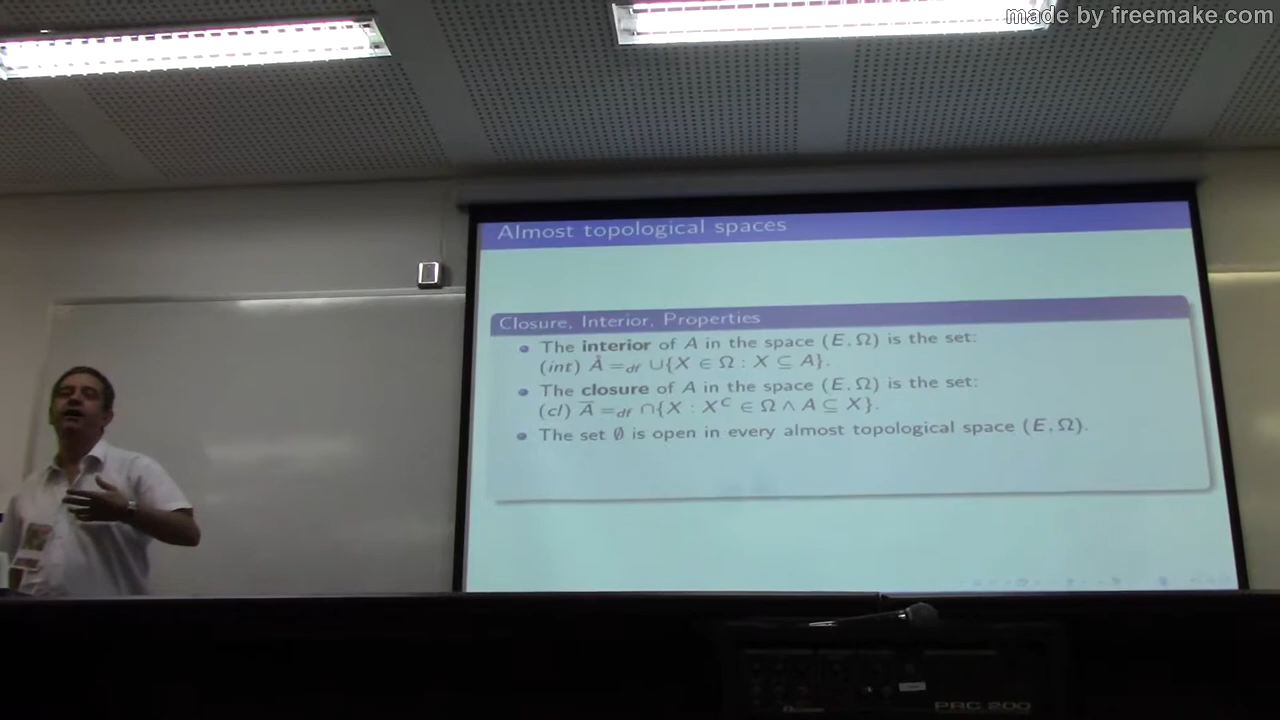 made by freemake.com
Almost topological spaces
Closure, Interior, Properties
The interior of A in the space (E, Ω) is the set:
(int) Å =df ∪{X ∈ Ω : X ⊆ A}.
The closure of A in the space (E, Ω) is the set:
(cl) A̅ =df ∩{X : X^C ∈ Ω ∧ A ⊆ X}.
The set ∅ is open in every almost topological space (E, Ω).
PRC 200